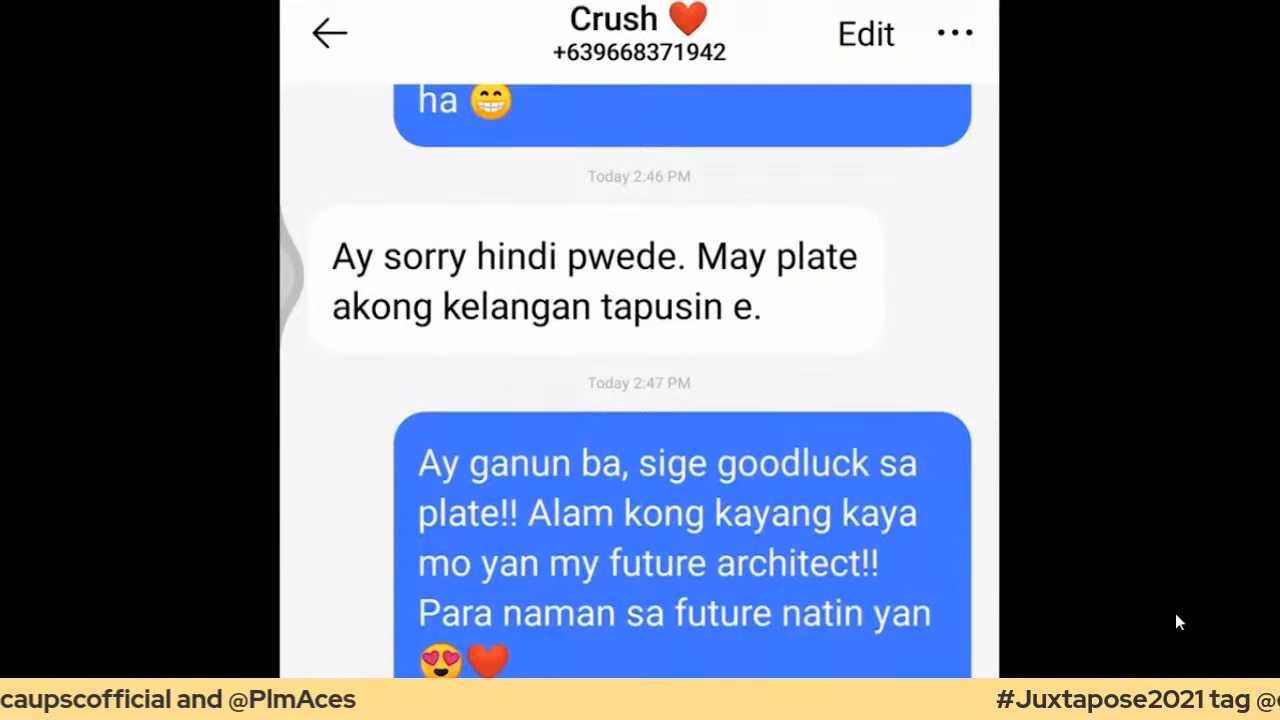 Crush ❤️
+639668371942
Edit
ha 😁
Today 2:46 PM
Ay sorry hindi pwede. May plate
akong kelangan tapusin e.
Today 2:47 PM
Ay ganun ba, sige goodluck sa
plate!! Alam kong kayang kaya
mo yan my future architect!!
Para naman sa future natin yan
😍❤️
caupscofficial and @PlmAces
#Juxtapose2021 tag @